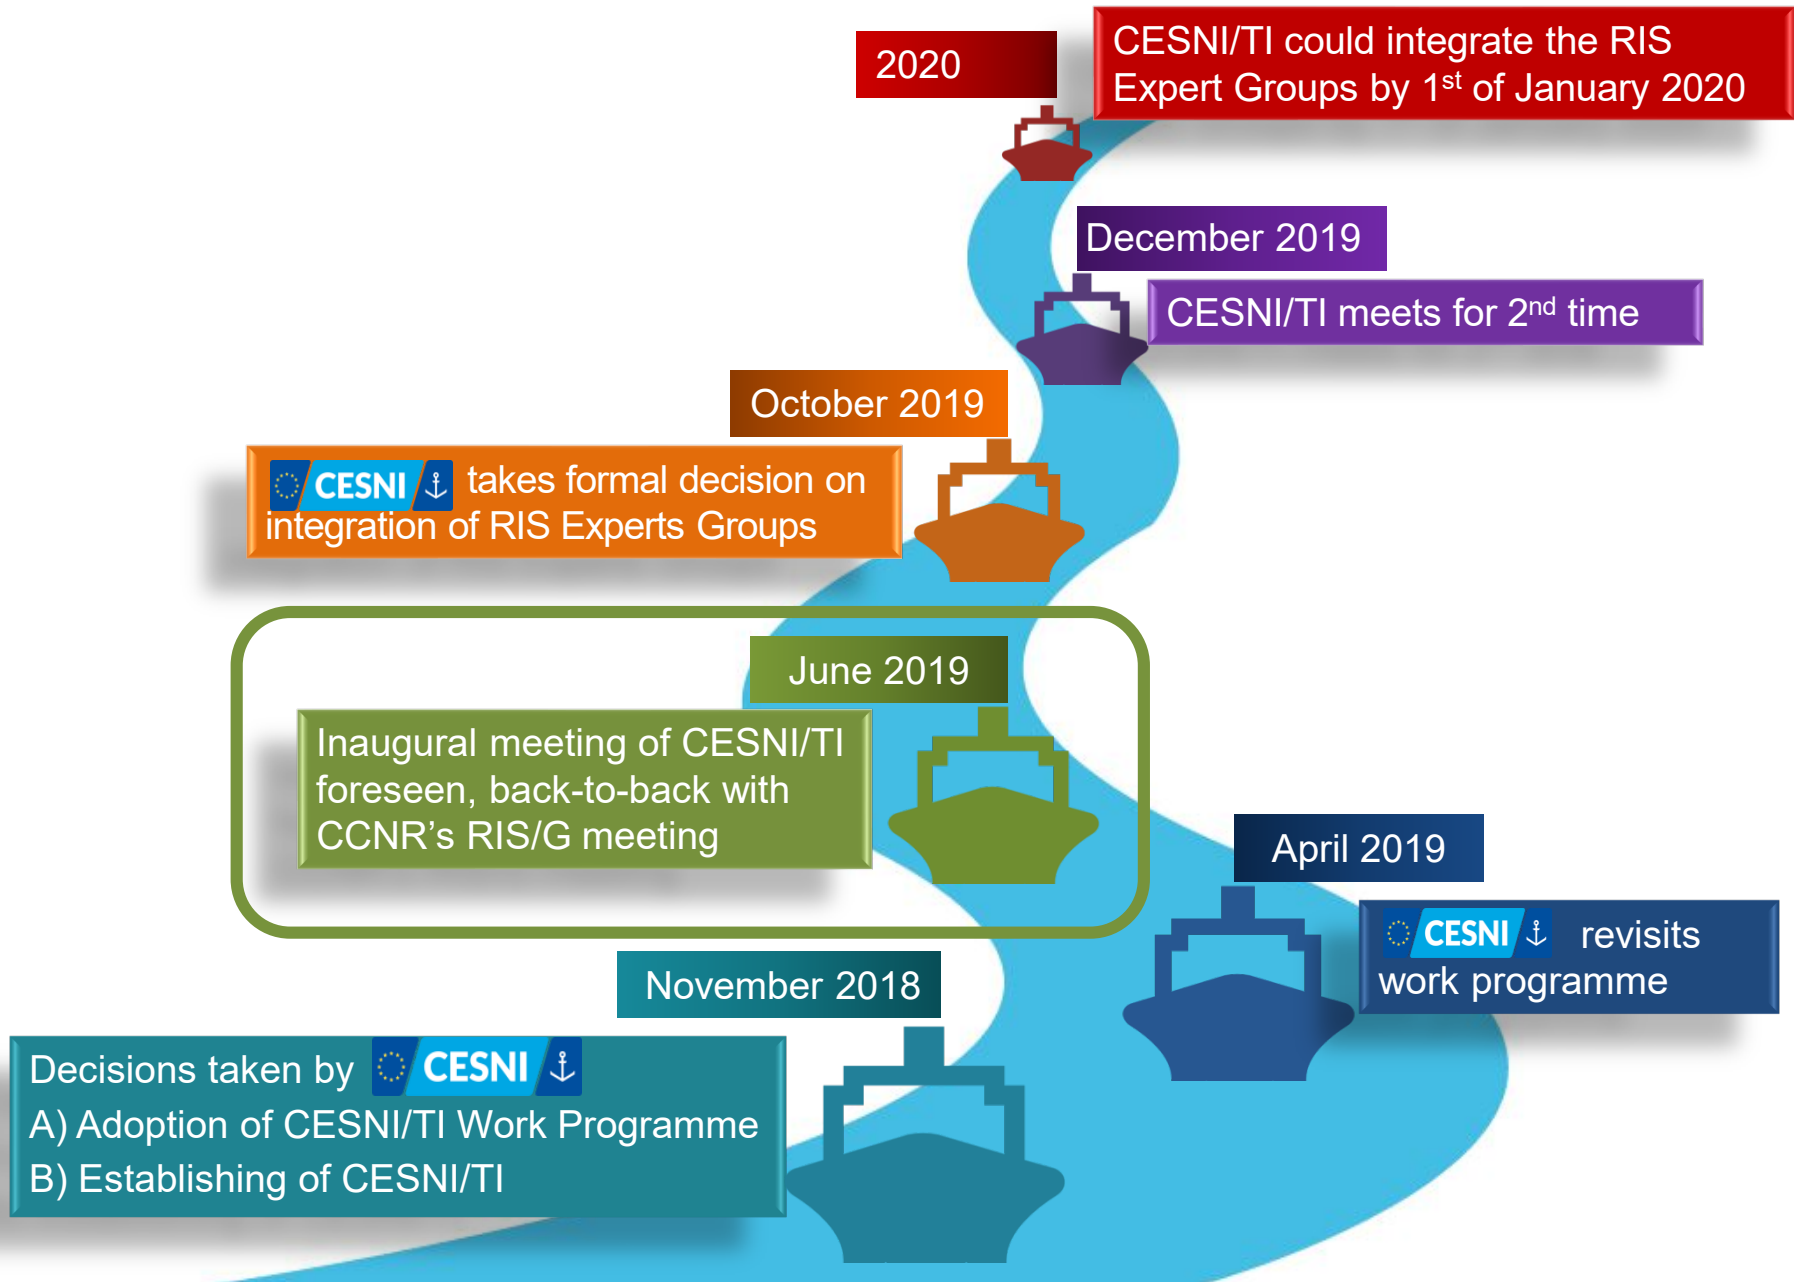 2020
CESNI/TI could integrate the RIS
Expert Groups by 1st of January 2020
December 2019
CESNI/TI meets for 2nd time
October 2019
CESNI takes formal decision on
integration of RIS Experts Groups
June 2019
Inaugural meeting of CESNI/TI
foreseen, back-to-back with
CCNR’s RIS/G meeting
April 2019
CESNI revisits
work programme
November 2018
Decisions taken by CESNI
A) Adoption of CESNI/TI Work Programme
B) Establishing of CESNI/TI